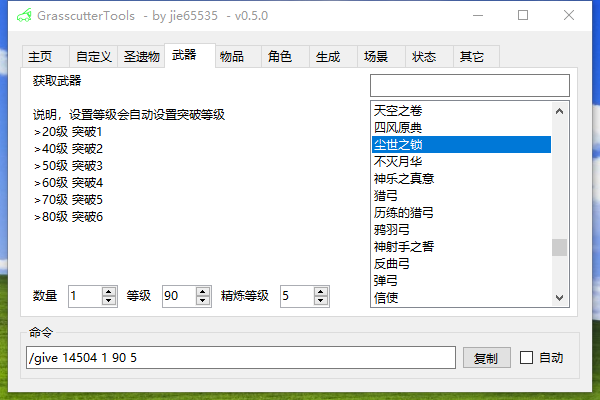 GrasscutterTools - by jie65535 - v0.5.0
主页 自定义 圣遗物 武器 物品 角色 生成 场景 状态 其它
获取武器
说明，设置等级会自动设置突破等级
>20级 突破1
>40级 突破2
>50级 突破3
>60级 突破4
>70级 突破5
>80级 突破6
天空之卷
四风原典
尘世之锁
不灭月华
神乐之真意
猎弓
历练的猎弓
鸦羽弓
神射手之誓
反曲弓
弹弓
信使
数量 1 等级 90 精炼等级 5
命令
/give 14504 1 90 5 复制 自动